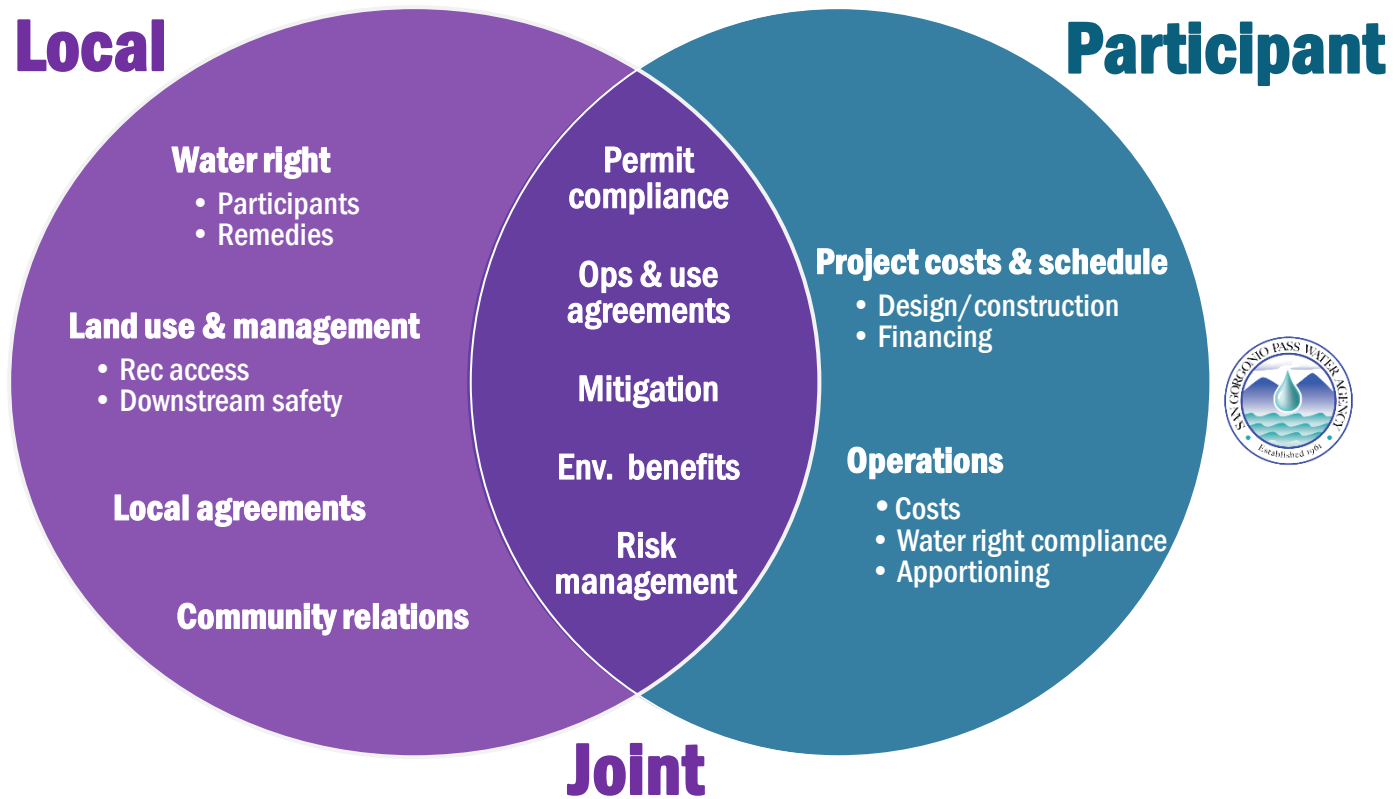 Local
Participant
Water right
• Participants
• Remedies
Land use & management
• Rec access
• Downstream safety
Local agreements
Community relations
Permit
compliance
Ops & use
agreements
Mitigation
Env.  benefits
Risk
management
Project costs & schedule
• Design/construction
• Financing
Operations
• Costs
• Water right compliance
• Apportioning
SAN GORGONIO PASS WATER AGENCY
• Established 1961 •
Joint